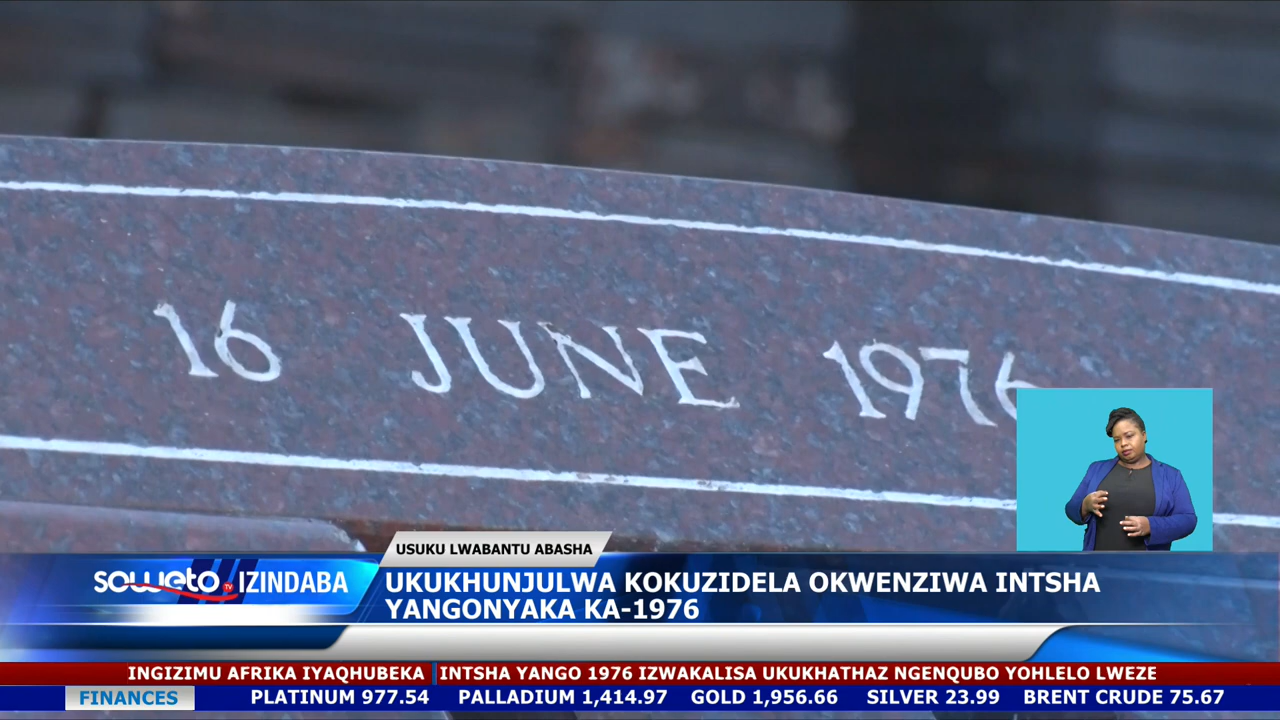 16 JUNE 1976
USUKU LWABANTU ABASHA
soweto TV IZINDABA
UKUKHUNJULWA KOKUZIDELA OKWENZIWA INTSHA
YANGONYAKA KA-1976
INGIZIMU AFRIKA IYAQHUBEKA INTSHA YANGO 1976 IZWAKALISA UKUKHATHAZ NGENQUBO YOHLELO LWEZE
FINANCES PLATINUM 977.54 PALLADIUM 1,414.97 GOLD 1,956.66 SILVER 23.99 BRENT CRUDE 75.67